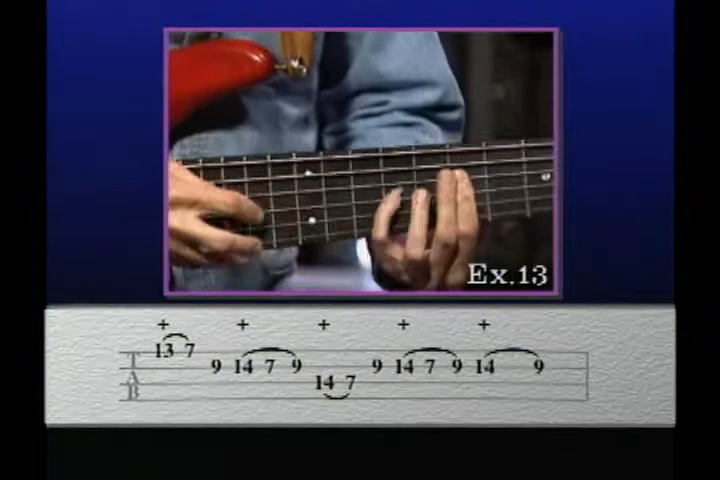 Ex.13
+ + + + +
13 7
T 9 14 7 9 9 14 7 9 14 9
A 14 7
B